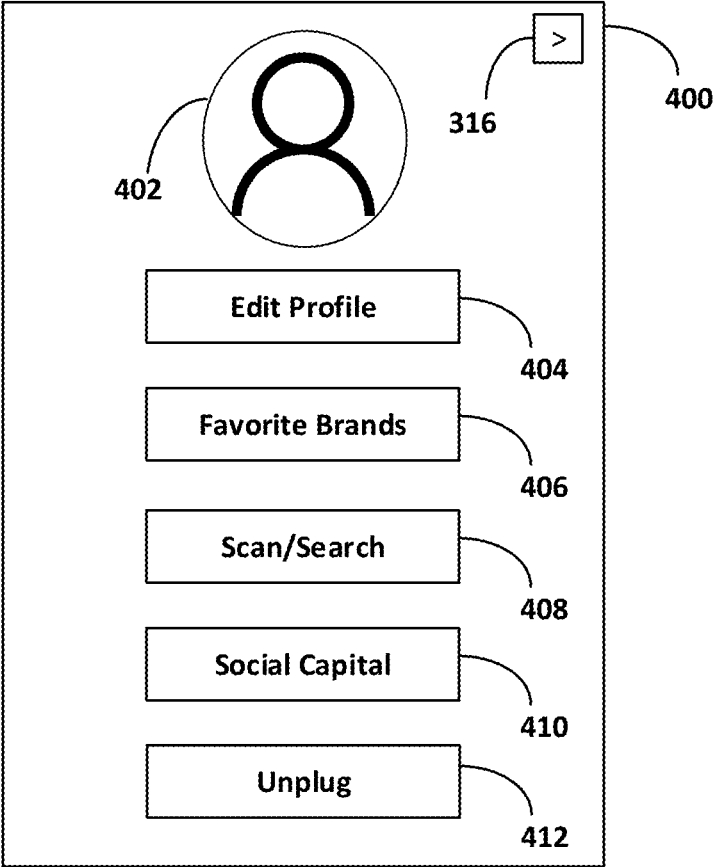 >
400
316
402
Edit Profile
404
Favorite Brands
406
Scan/Search
408
Social Capital
410
Unplug
412